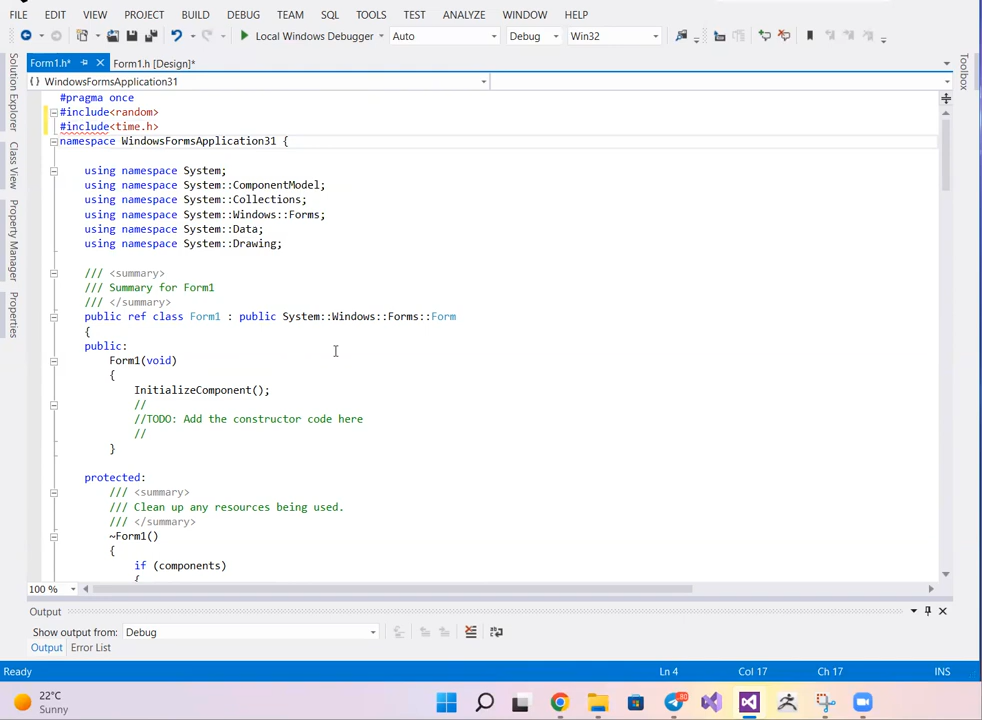 FILE EDIT VIEW PROJECT BUILD DEBUG TEAM SQL TOOLS TEST ANALYZE WINDOW HELP
Local Windows Debugger Auto Debug Win32
Form1.h* Form1.h [Design]*
{ } WindowsFormsApplication31
#pragma once
#include<random>
#include<time.h>
namespace WindowsFormsApplication31 {
using namespace System;
using namespace System::ComponentModel;
using namespace System::Collections;
using namespace System::Windows::Forms;
using namespace System::Data;
using namespace System::Drawing;
/// <summary>
/// Summary for Form1
/// </summary>
public ref class Form1 : public System::Windows::Forms::Form
{
public:
Form1(void)
{
InitializeComponent();
//
//TODO: Add the constructor code here
//
}
protected:
/// <summary>
/// Clean up any resources being used.
/// </summary>
~Form1()
{
if (components)
{
100 %
Output
Show output from: Debug
Output Error List
Ready Ln 4 Col 17 Ch 17 INS
22°C
Sunny
80
Solution Explorer
Class View
Property Manager
Properties
Toolbox